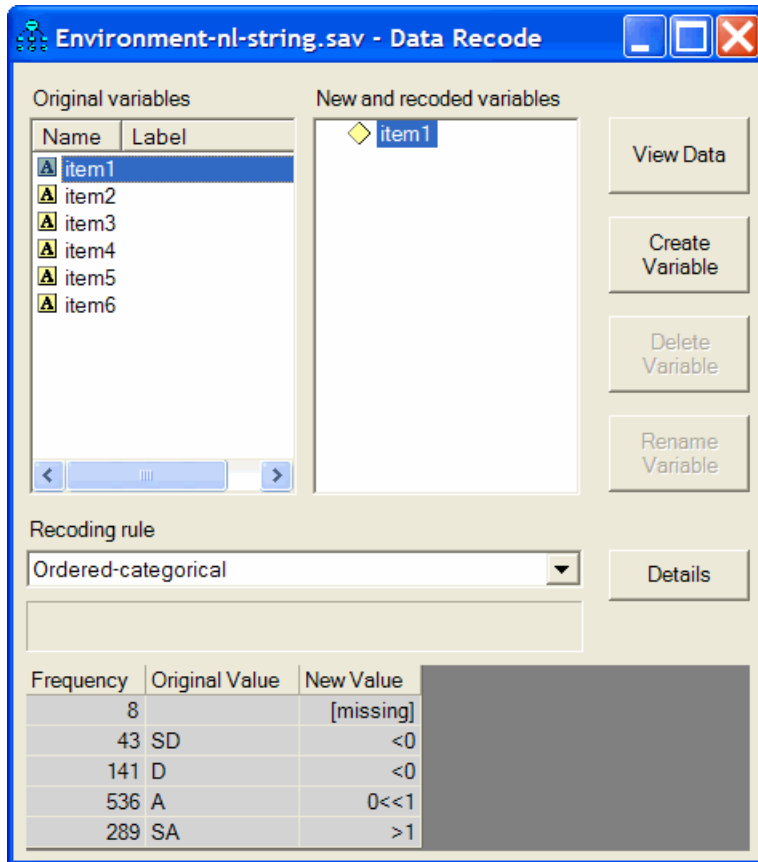 Environment-nl-string.sav - Data Recode
Original variables
Name Label
item1
item2
item3
item4
item5
item6
New and recoded variables
item1
View Data
Create
Variable
Delete
Variable
Rename
Variable
Recoding rule
Ordered-categorical
Details
Frequency Original Value New Value
8 [missing]
43 SD <0
141 D <0
536 A 0<<1
289 SA >1